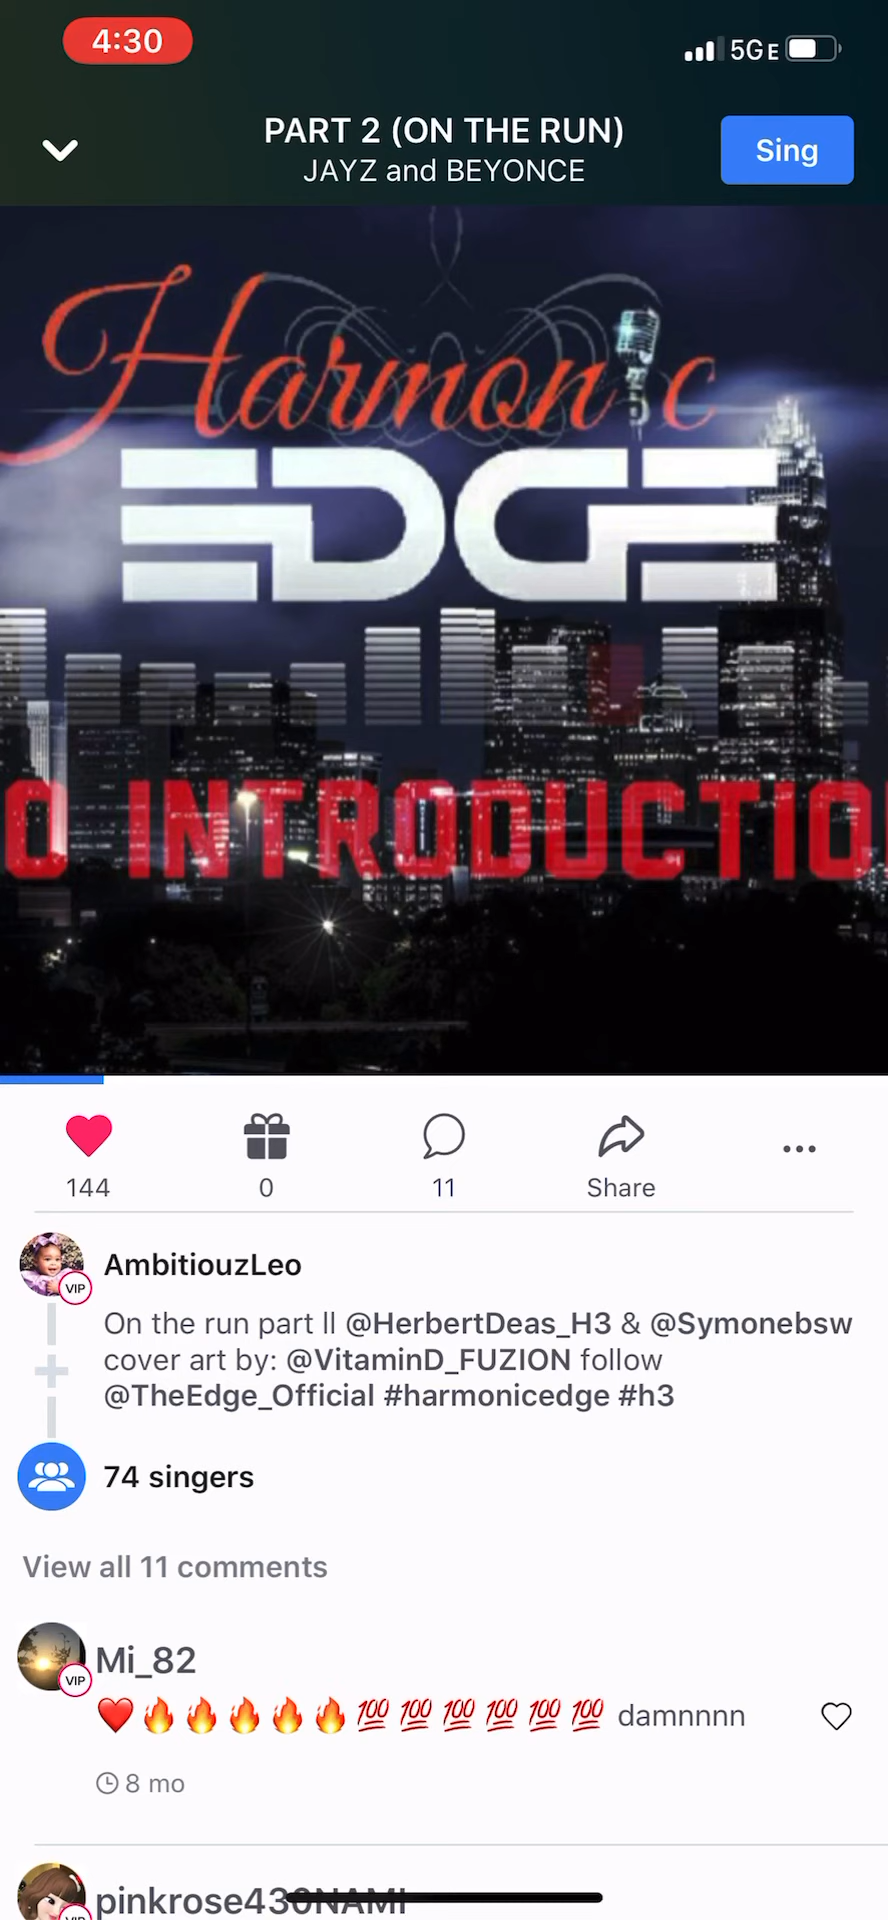 4:30
5GE
PART 2 (ON THE RUN)
JAYZ and BEYONCE
Sing
Harmonic
EDGE
O INTRODUCTIO
144
0
11
Share
AmbitiouzLeo
VIP
On the run part ll @HerbertDeas_H3 & @Symonebsw
cover art by: @VitaminD_FUZION follow
@TheEdge_Official #harmonicedge #h3
74 singers
View all 11 comments
Mi_82
VIP
❤️🔥🔥🔥🔥🔥💯💯💯💯💯💯 damnnnn
8 mo
pinkrose430NAMI
VIP